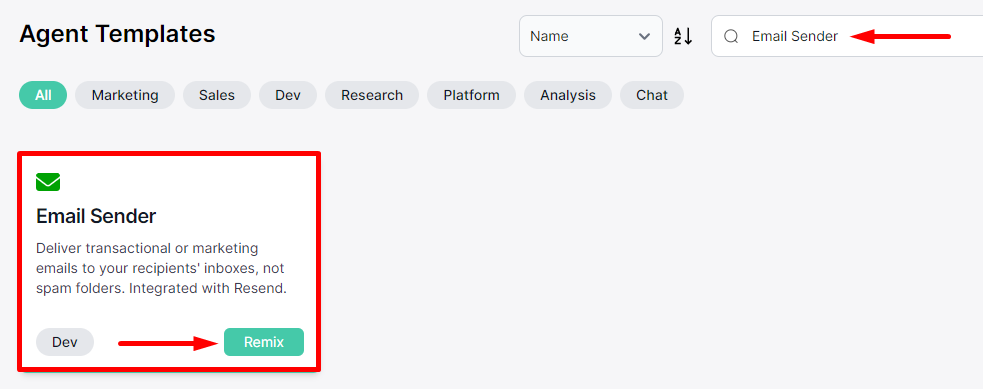 Agent Templates
Name
Email Sender
All
Marketing
Sales
Dev
Research
Platform
Analysis
Chat
Email Sender
Deliver transactional or marketing
emails to your recipients' inboxes, not
spam folders. Integrated with Resend.
Dev
Remix